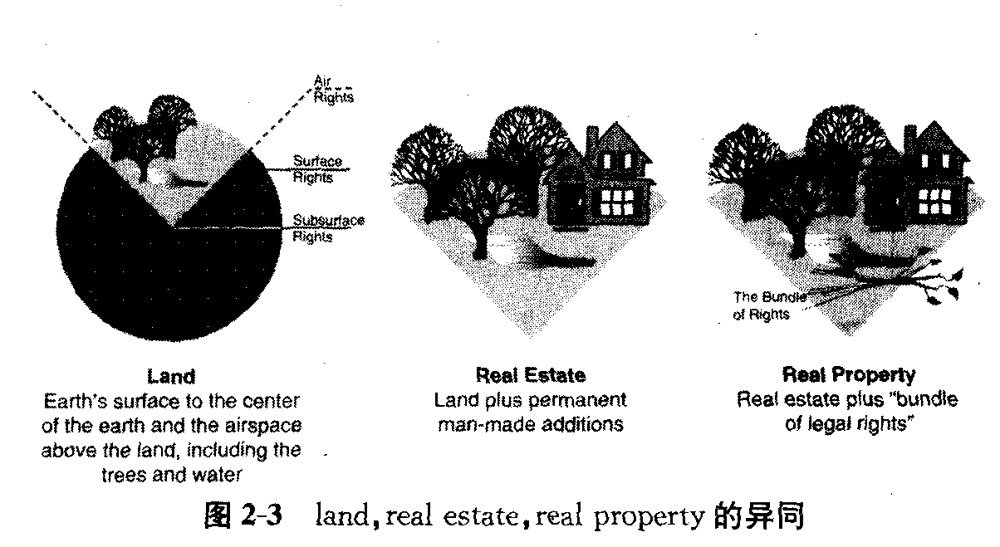 Air
Rights
Surface
Rights
Subsurface
Rights
Land
Earth's surface to the center
of the earth and the airspace
above the land, including the
trees and water
Real Estate
Land plus permanent
man-made additions
The Bundle
of Rights
Real Property
Real estate plus "bundle
of legal rights"
图 2-3 land,real estate,real property 的异同